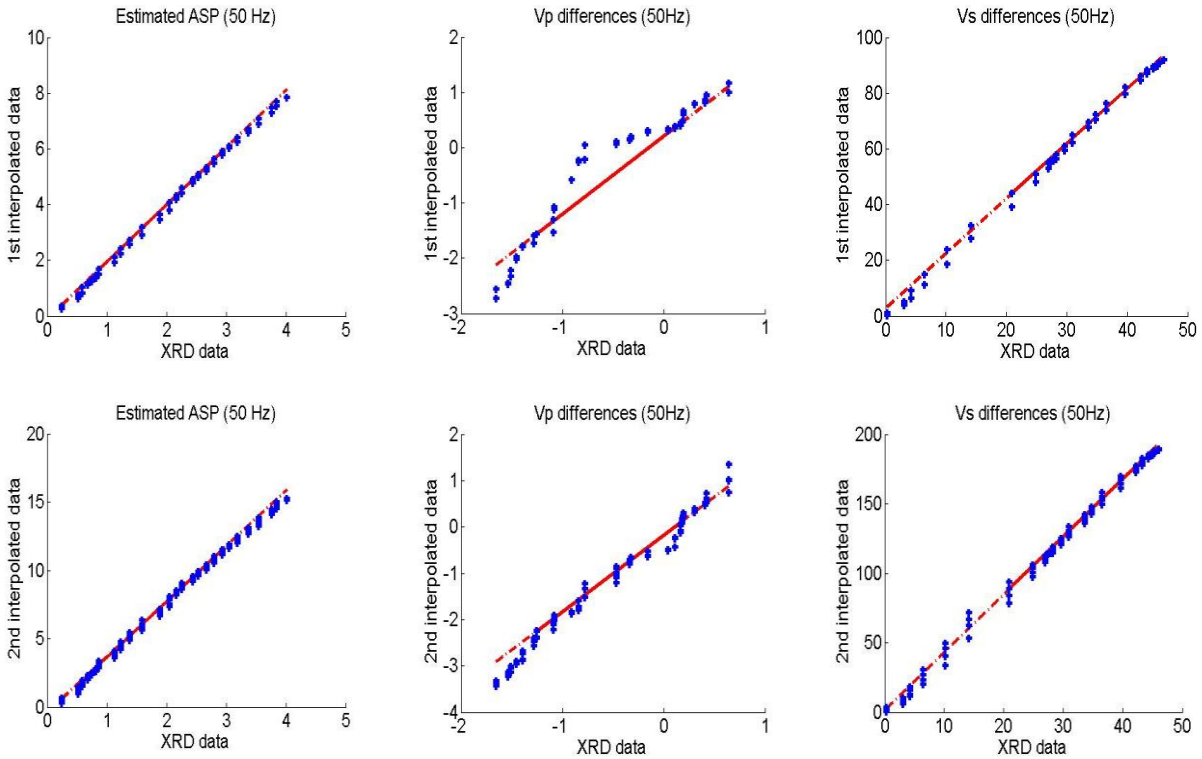 Estimated ASP (50 Hz)
10
8
6
4
2
0
0 1 2 3 4 5
1st interpolated data
XRD data
Vp differences (50Hz)
2
1
0
-1
-2
-3
-2 -1 0 1
1st interpolated data
XRD data
Vs differences (50Hz)
100
80
60
40
20
0
0 10 20 30 40 50
1st interpolated data
XRD data
Estimated ASP (50 Hz)
20
15
10
5
0
0 1 2 3 4 5
2nd interpolated data
XRD data
Vp differences (50Hz)
2
1
0
-1
-2
-3
-4
-2 -1 0 1
2nd interpolated data
XRD data
Vs differences (50Hz)
200
150
100
50
0
0 10 20 30 40 50
2nd interpolated data
XRD data